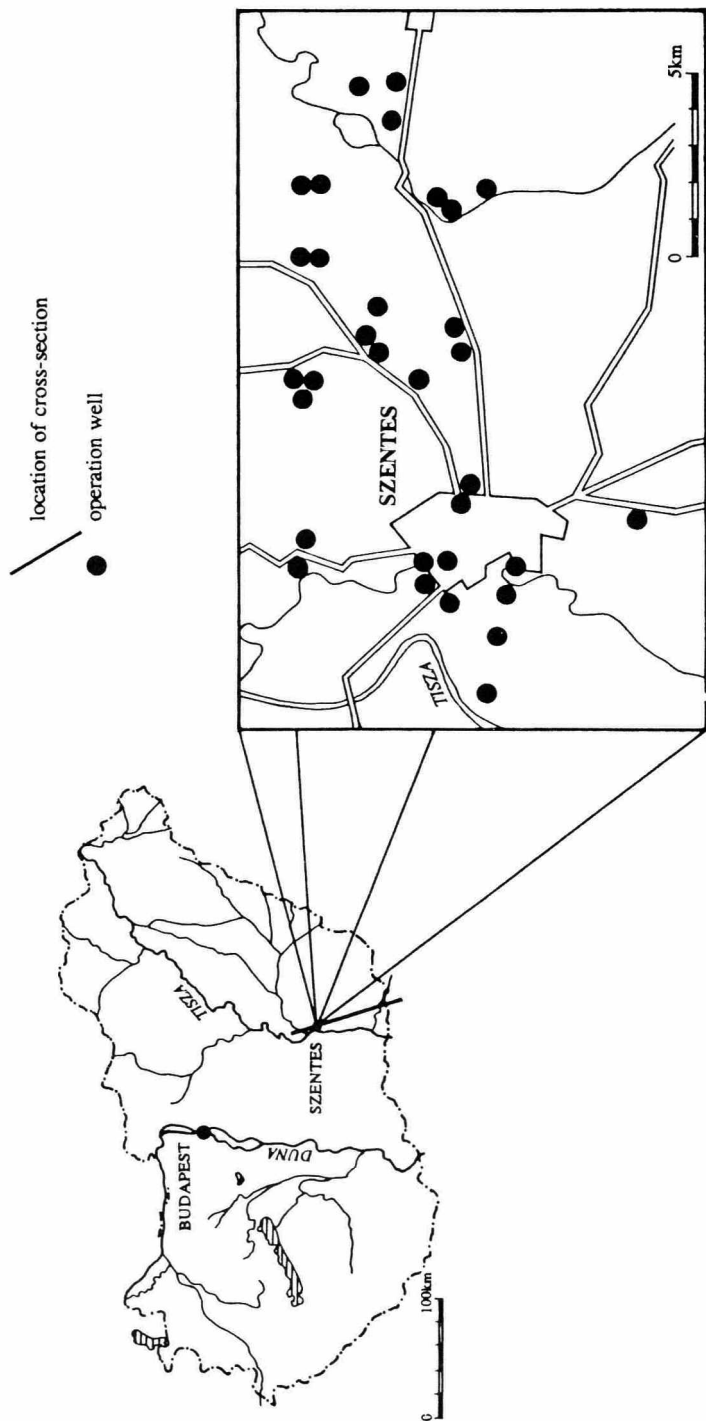 location of cross-section
operation well
TISZA
BUDAPEST
DUNA
SZENTES
0 100km
SZENTES
TISZA
0 5km